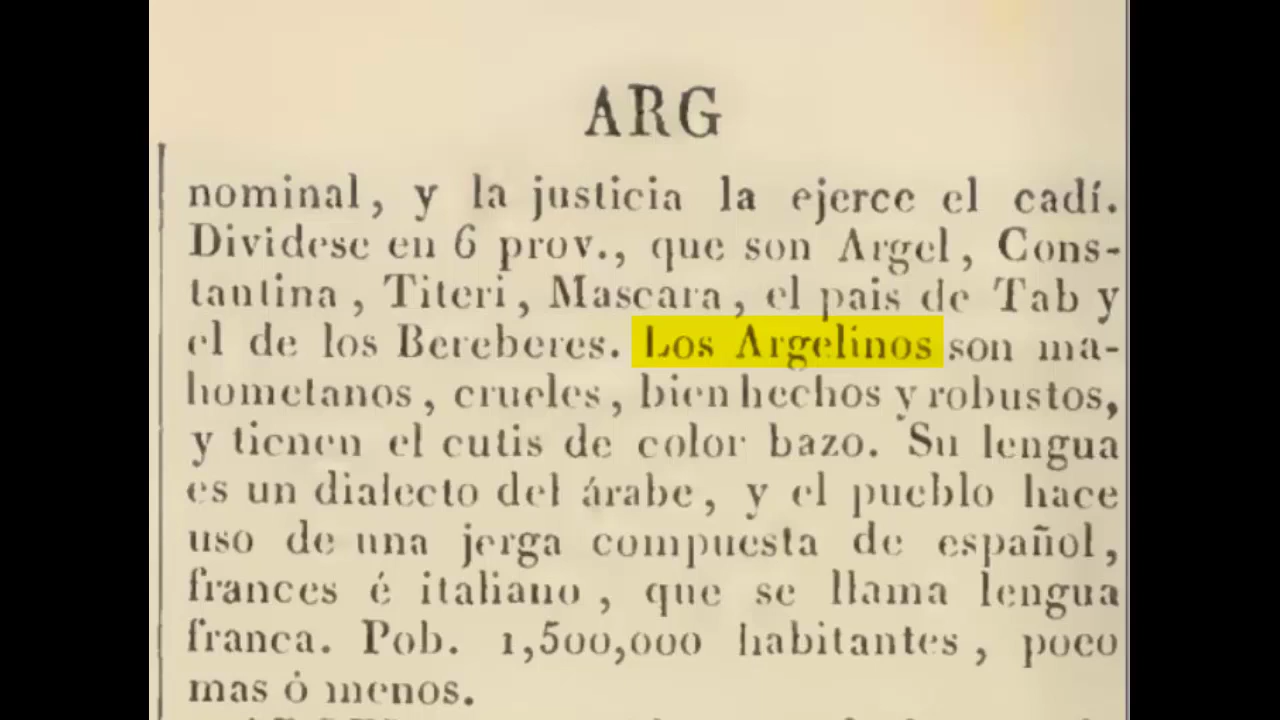 ARG
nominal, y la justicia la ejerce el cadí.
Dividese en 6 prov., que son Argel, Cons-
tantina, Titeri, Mascara, el pais de Tab y
el de los Bereberes. Los Argelinos son ma-
hometanos, crueles, bien hechos y robustos,
y tienen el cutis de color bazo. Su lengua
es un dialecto del árabe, y el pueblo hace
uso de una jerga compuesta de español,
frances é italiano, que se llama lengua
franca. Pob. 1,500,000 habitantes, poco
mas ó menos.